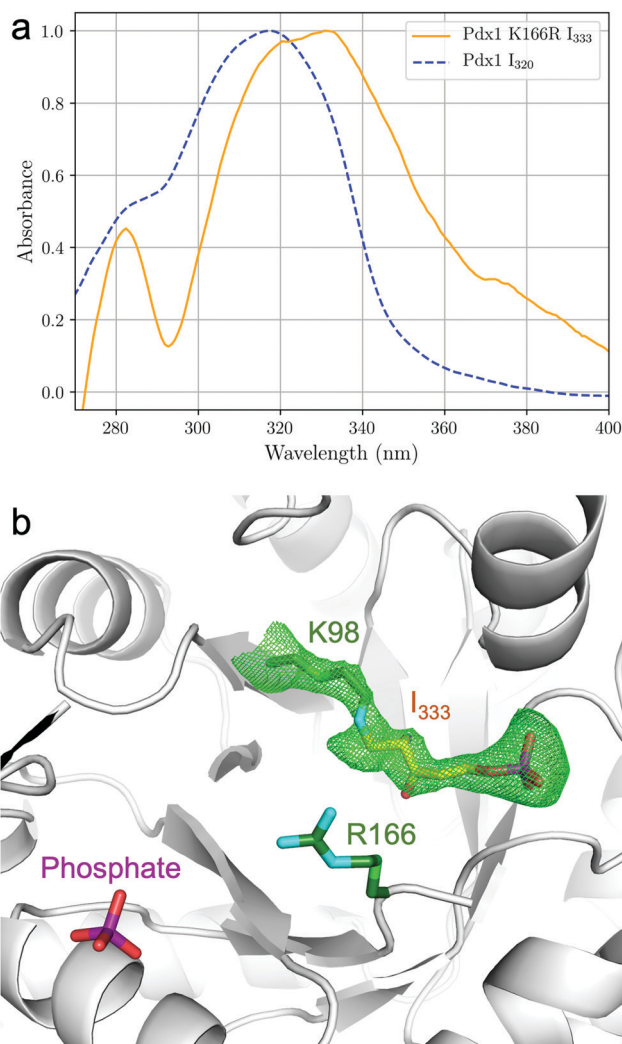 a
Pdx1 K166R I333
Pdx1 I320
1.0
0.8
0.6
0.4
0.2
0.0
Absorbance
280 300 320 340 360 380 400
Wavelength (nm)
b
K98
I333
R166
Phosphate